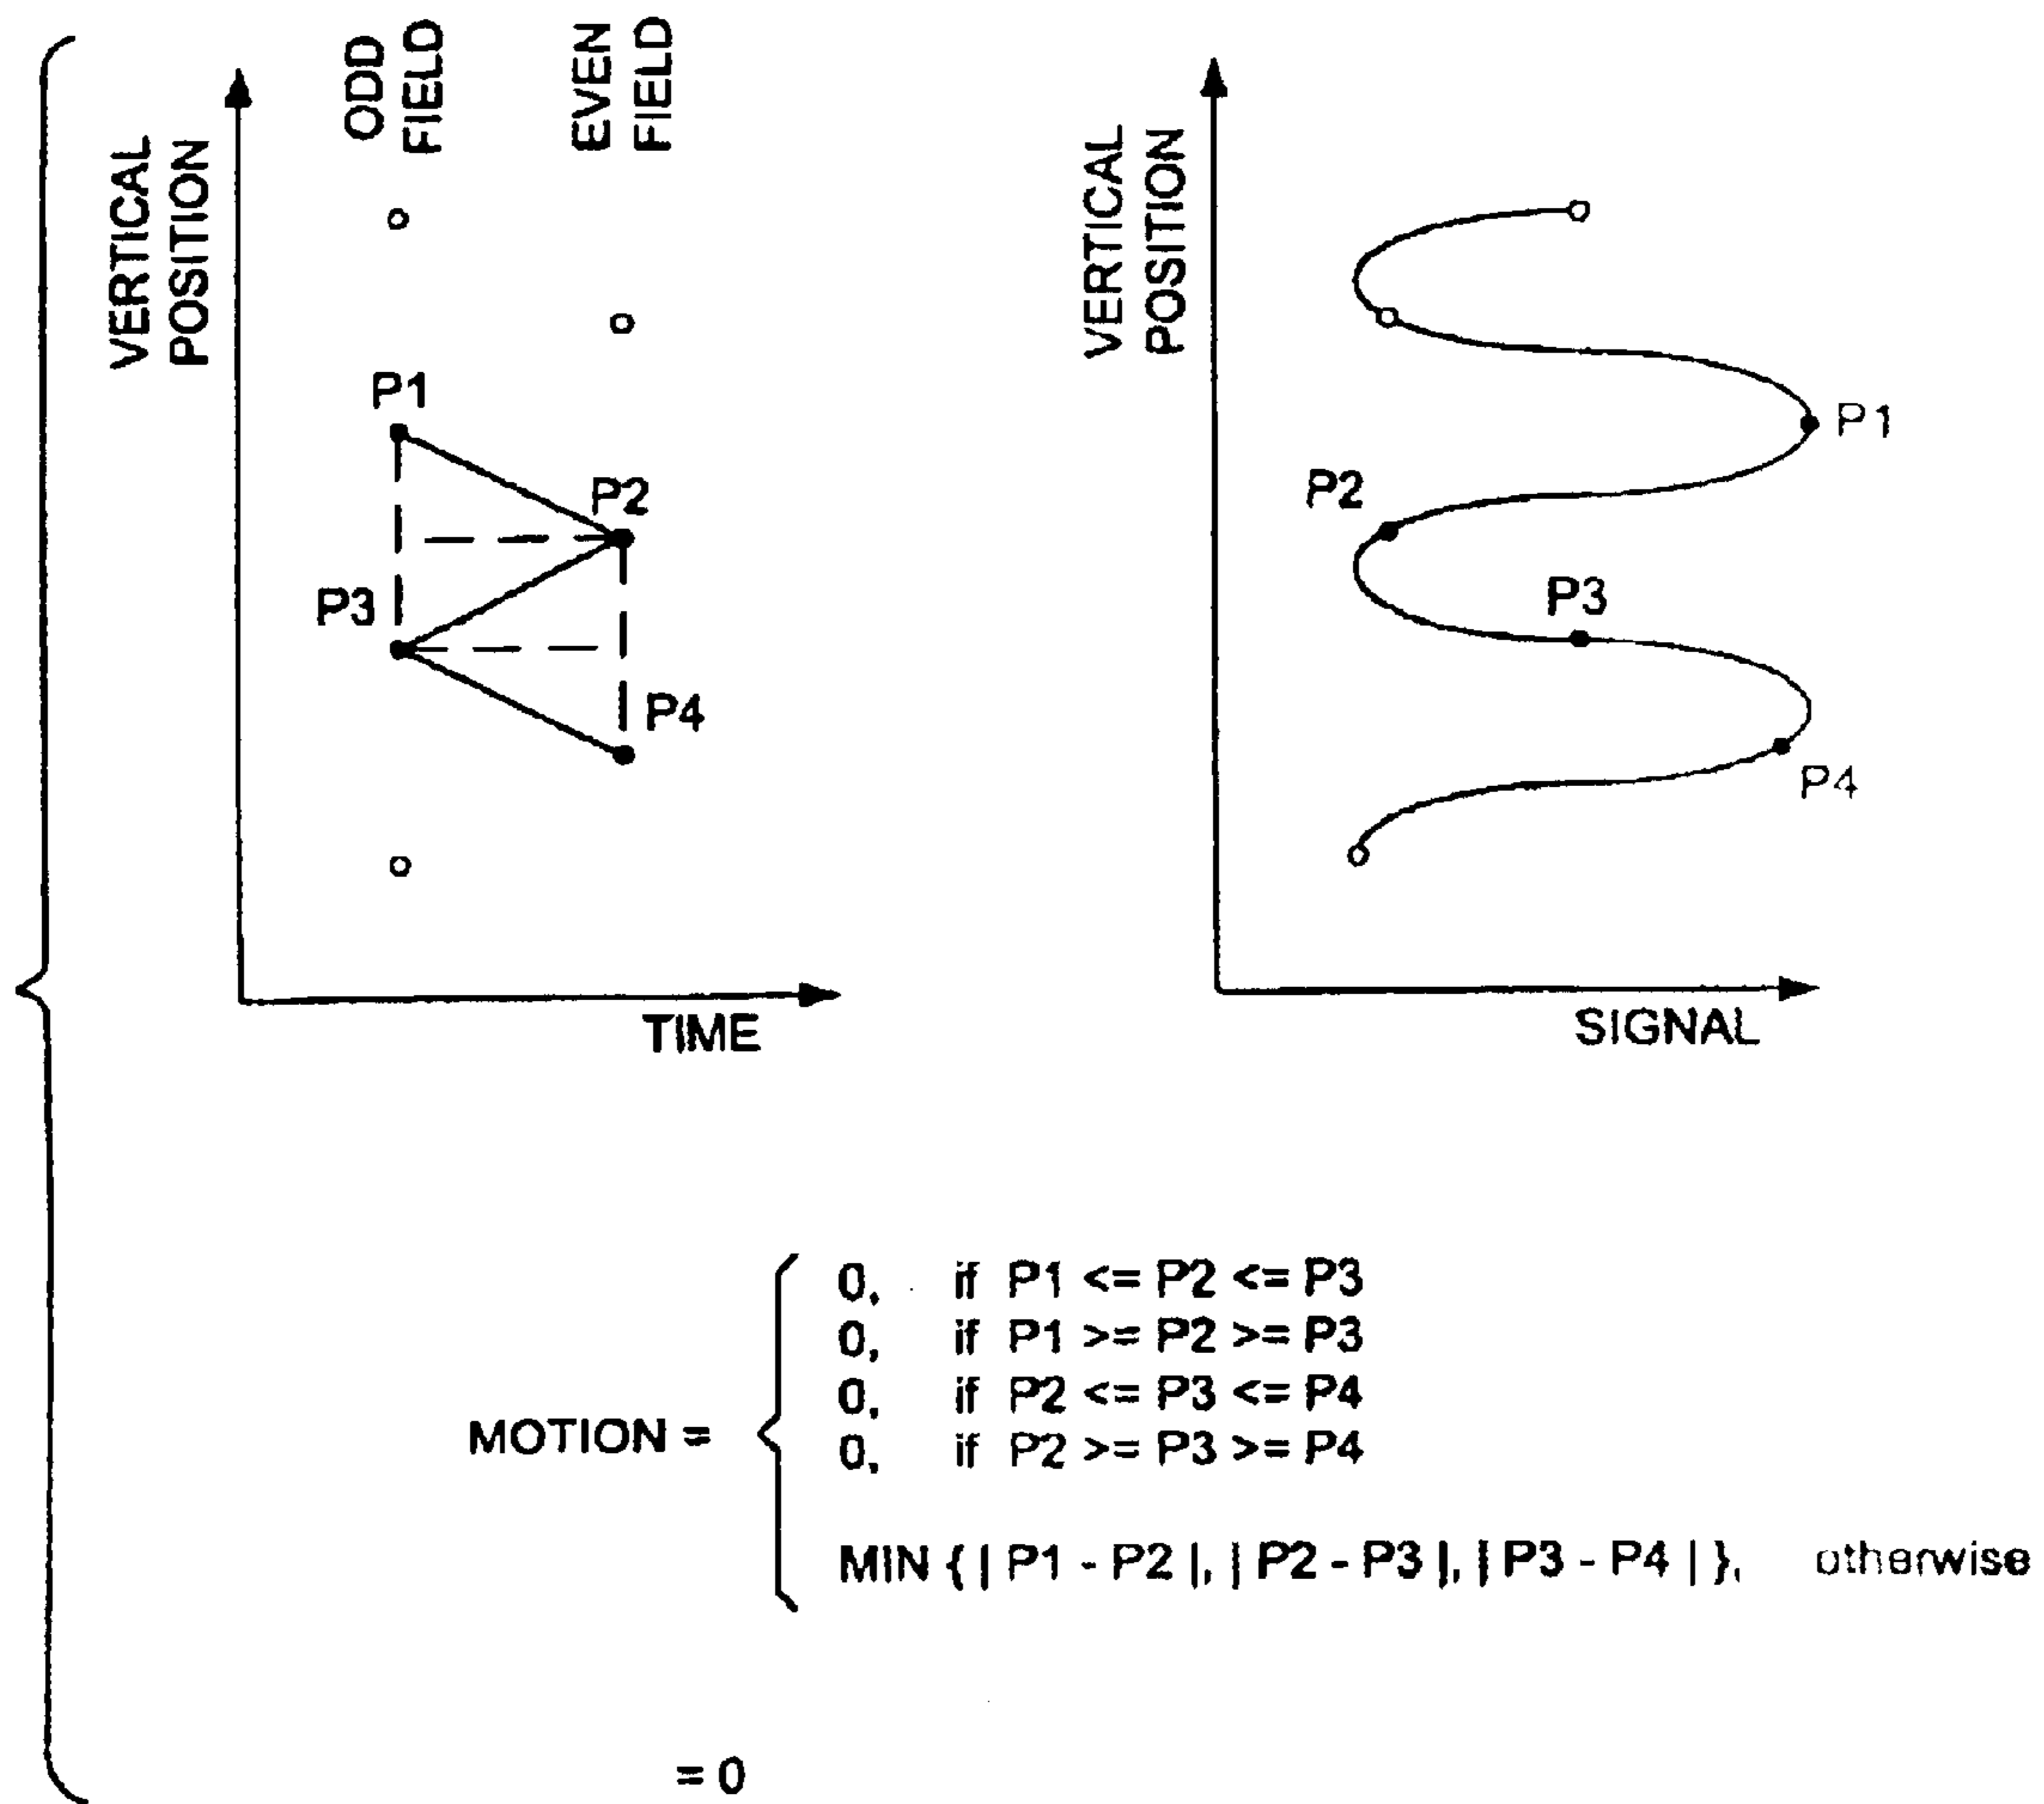 ODD
FIELD
EVEN
FIELD
VERTICAL
POSITION
P1
P2
P3
P4
TIME
VERTICAL
POSITION
P1
P2
P3
P4
SIGNAL
MOTION =
0, if P1 <= P2 <= P3
0, if P1 >= P2 >= P3
0, if P2 <= P3 <= P4
0, if P2 >= P3 >= P4
MIN { | P1 - P2 |, | P2 - P3 |, | P3 - P4 | }, otherwise
= 0